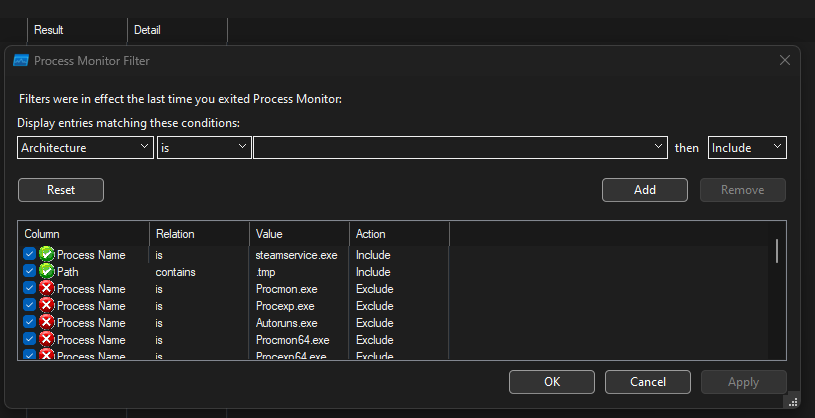 Result Detail
Process Monitor Filter
Filters were in effect the last time you exited Process Monitor:
Display entries matching these conditions:
Architecture is then Include
Reset Add Remove
Column Relation Value Action
Process Name is steamservice.exe Include
Path contains .tmp Include
Process Name is Procmon.exe Exclude
Process Name is Procexp.exe Exclude
Process Name is Autoruns.exe Exclude
Process Name is Procmon64.exe Exclude
Process Name is Procexp64.exe Exclude
OK Cancel Apply